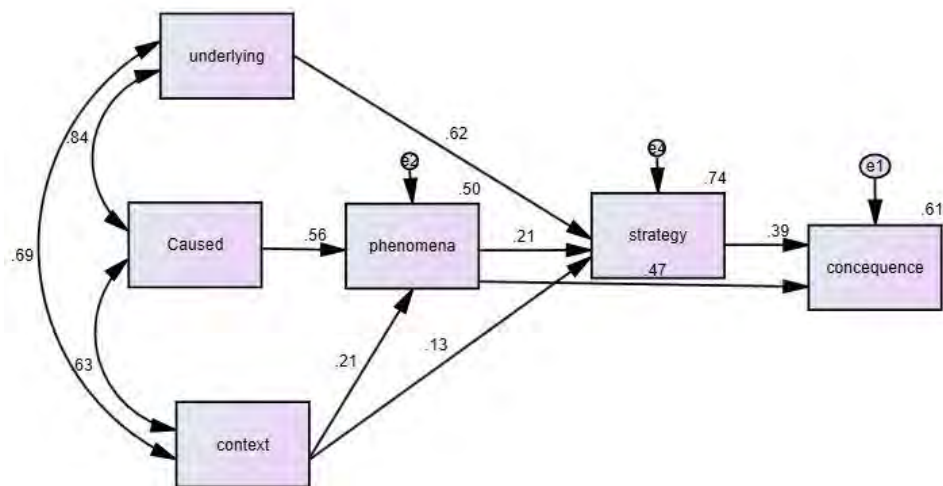 underlying
.84
.62
e2
e4
.74
e1
.50
.61
Caused
.56
phenomena
.21
strategy
.39
concequence
.69
.47
.63
.21
.13
context